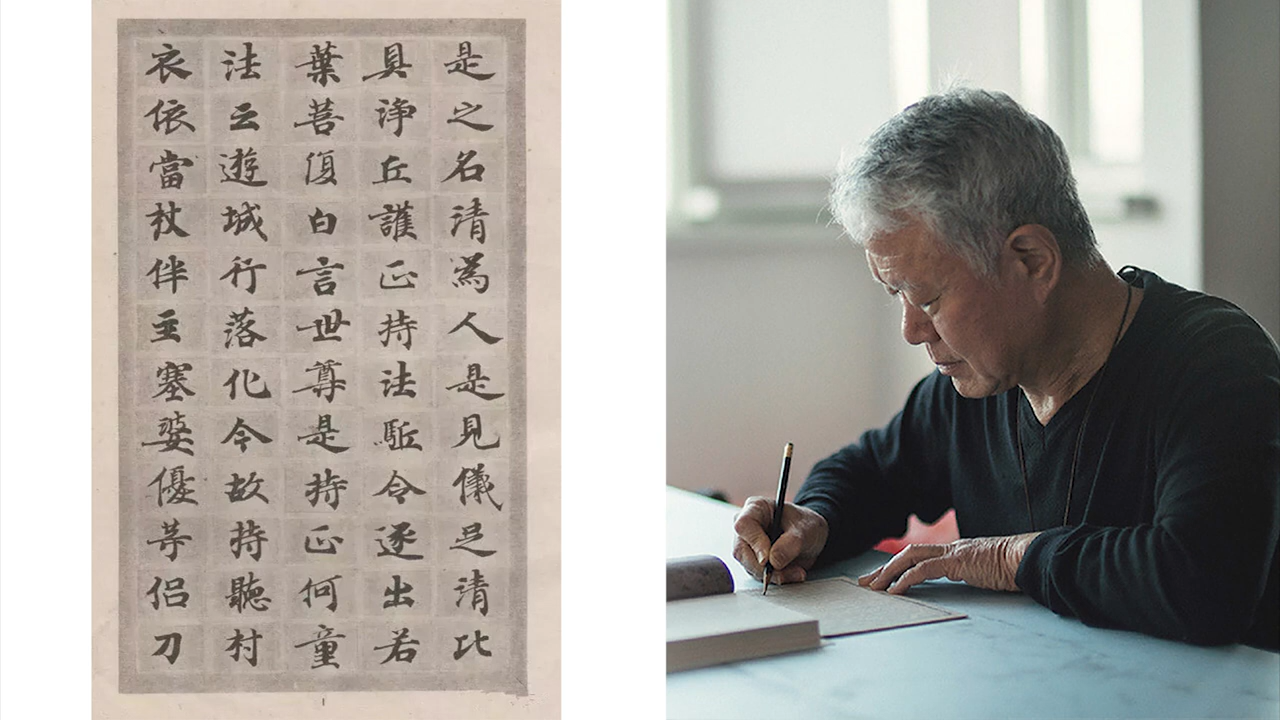 是之名清為人是見儀足清比
具淨丘護正持法駈令逐出若
葉菩復白言世尊是持正何童
法云遊城行落化令故持聽村
衣依當杖伴主塞婆優等侶刀